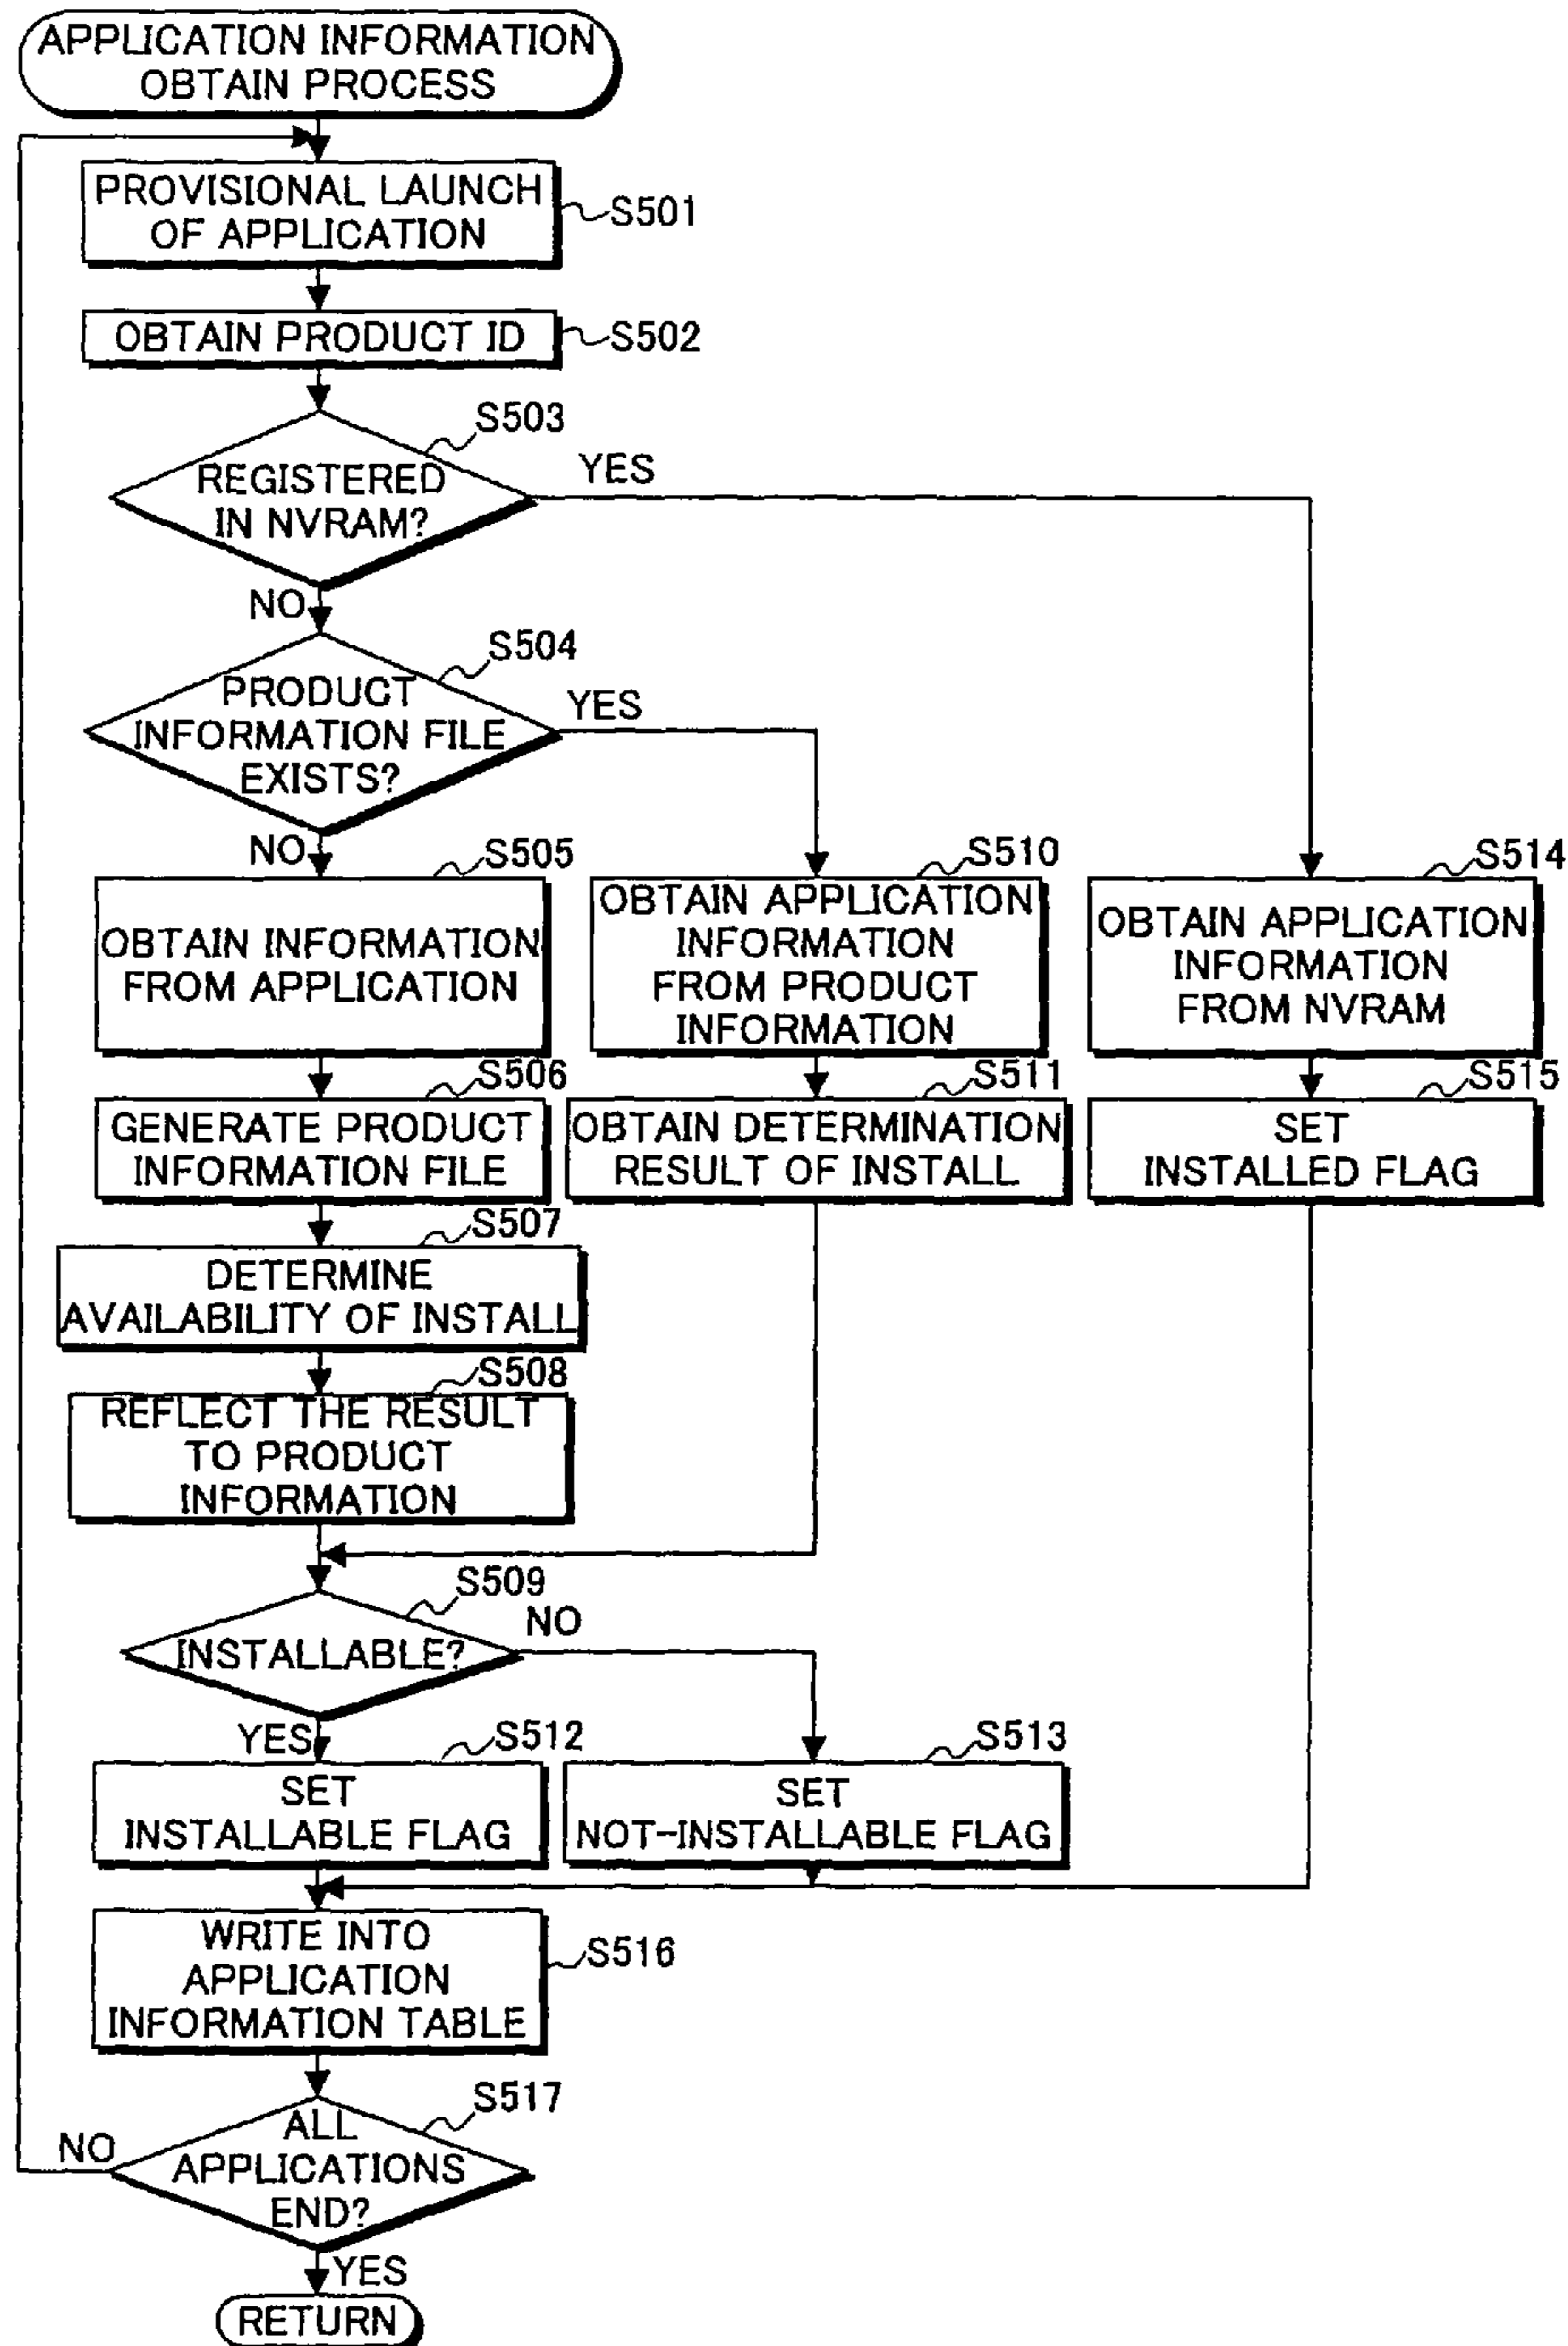 APPLICATION INFORMATION
OBTAIN PROCESS
PROVISIONAL LAUNCH
OF APPLICATION
S501
OBTAIN PRODUCT ID
S502
S503
REGISTERED
IN NVRAM?
YES
NO
S504
PRODUCT
INFORMATION FILE
EXISTS?
YES
NO
S505
OBTAIN INFORMATION
FROM APPLICATION
S510
OBTAIN APPLICATION
INFORMATION
FROM PRODUCT
INFORMATION
S514
OBTAIN APPLICATION
INFORMATION
FROM NVRAM
S506
GENERATE PRODUCT
INFORMATION FILE
S511
OBTAIN DETERMINATION
RESULT OF INSTALL
S515
SET
INSTALLED FLAG
S507
DETERMINE
AVAILABILITY OF INSTALL
S508
REFLECT THE RESULT
TO PRODUCT
INFORMATION
S509
INSTALLABLE?
NO
YES
S512
SET
INSTALLABLE FLAG
S513
SET
NOT-INSTALLABLE FLAG
WRITE INTO
APPLICATION
INFORMATION TABLE
S516
S517
ALL
APPLICATIONS
END?
NO
YES
RETURN